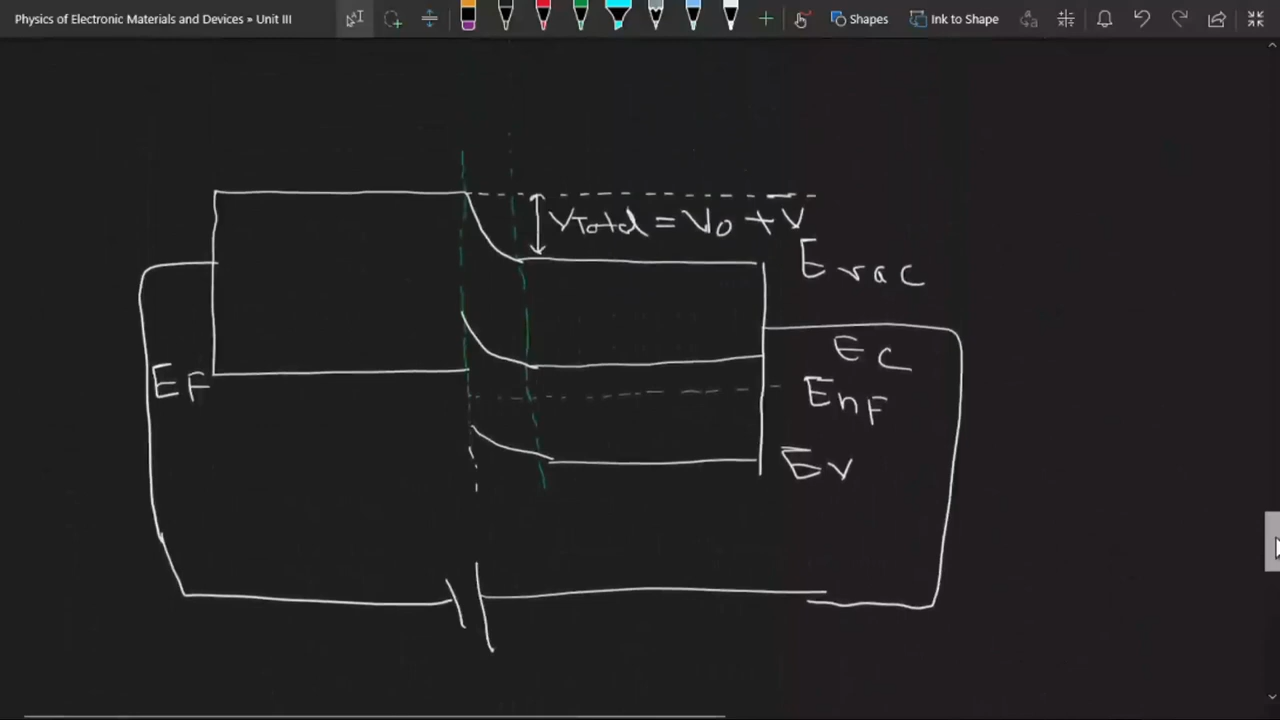 Physics of Electronic Materials and Devices » Unit III
Shapes
Ink to Shape
VTotal = V0 + V
Evac
EC
EF
EnF
EV